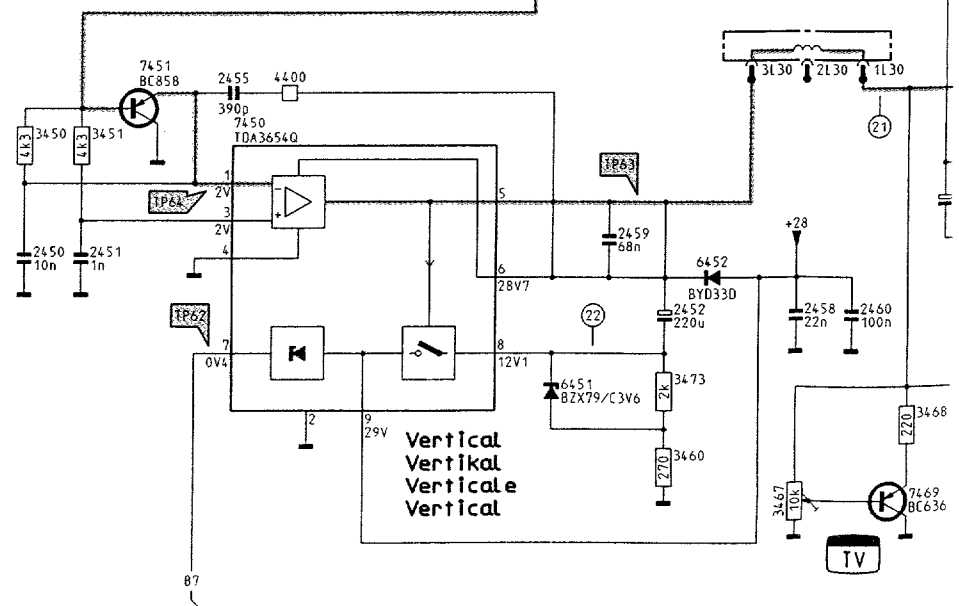 7451
BC858
2455
4400
390p
7450
TDA3654Q
3L30 2L30 1L30
21
3450
4k3
3451
4k3
TP63
1
2V
TP64
3
2V
4
5
2450
10n
2451
1n
2459
68n
+28
6
28V7
6452
BYD33D
TP62
22
2452
220u
2458
22n
2460
100n
7
0V4
8
12V1
6451
BZX79/C3V6
3473
2k
2
9
29V
3468
220
Vertical
Vertikal
Verticale
Vertical
3460
270
3467
10k
7469
BC636
TV
B7